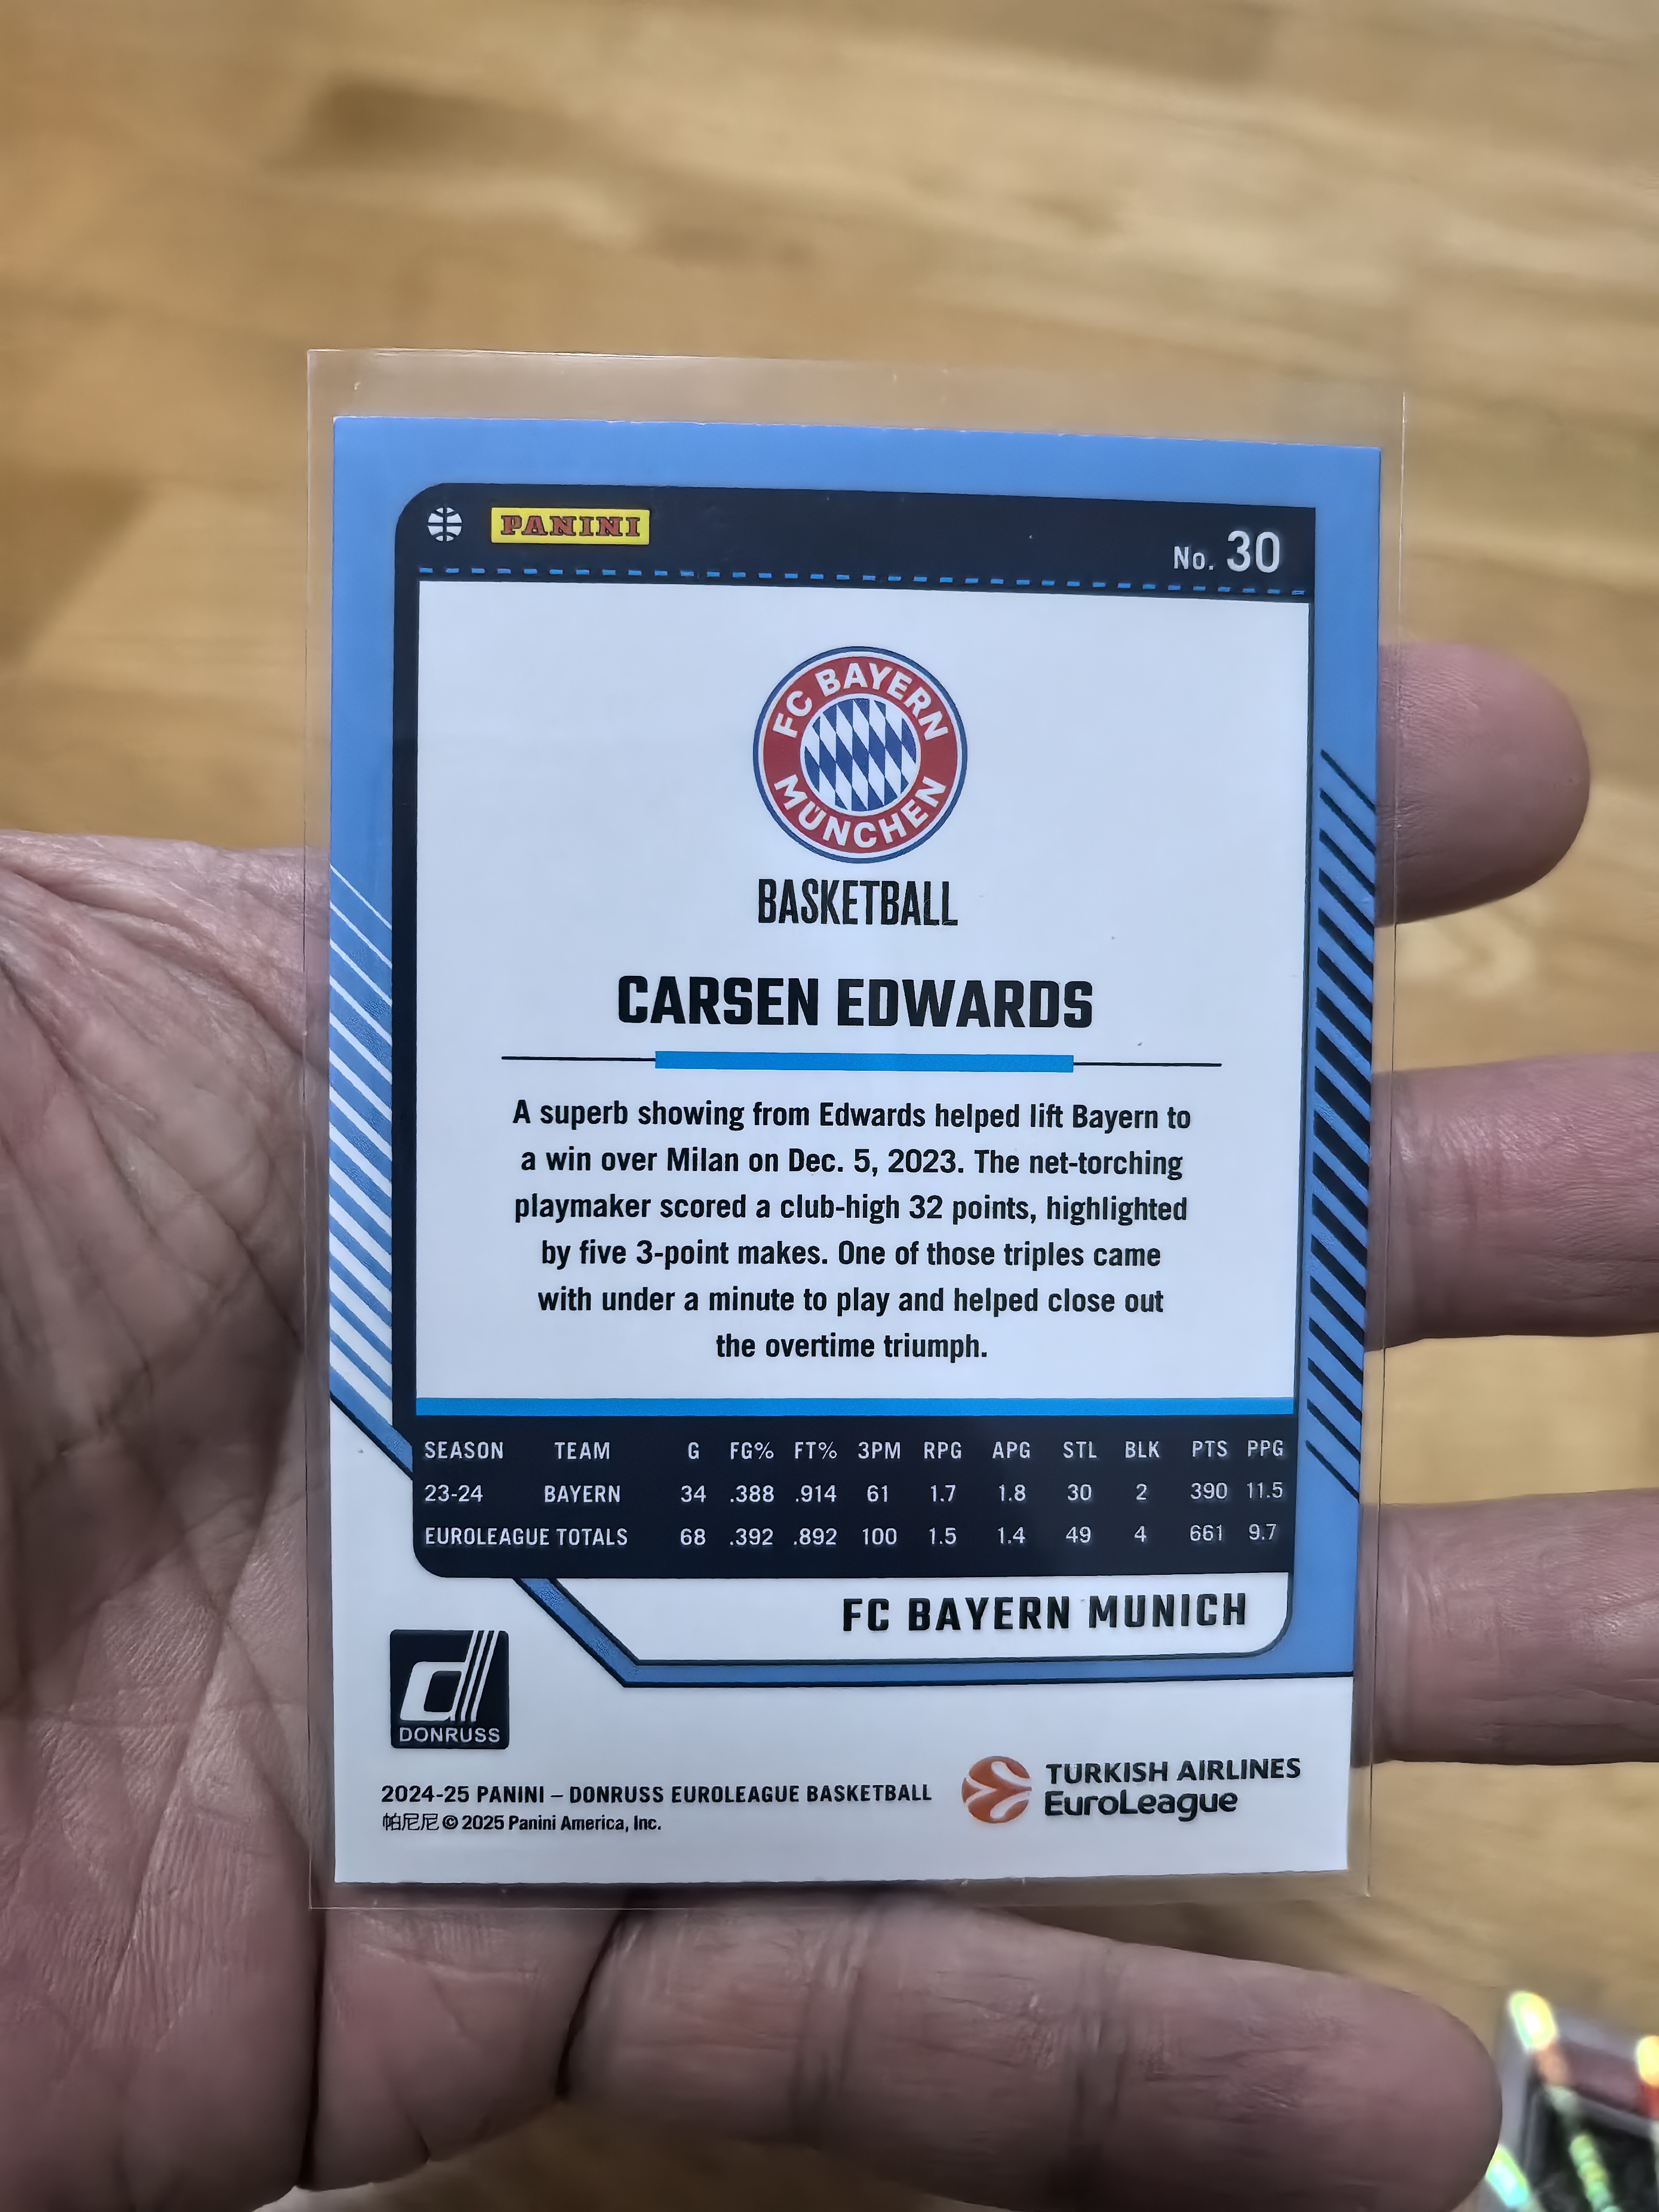 PANINI
No. 30
FC BAYERN
MÜNCHEN
BASKETBALL
CARSEN EDWARDS
A superb showing from Edwards helped lift Bayern to
a win over Milan on Dec. 5, 2023. The net-torching
playmaker scored a club-high 32 points, highlighted
by five 3-point makes. One of those triples came
with under a minute to play and helped close out
the overtime triumph.
SEASON TEAM G FG% FT% 3PM RPG APG STL BLK PTS PPG
23-24 BAYERN 34 .388 .914 61 1.7 1.8 30 2 390 11.5
EUROLEAGUE TOTALS 68 .392 .892 100 1.5 1.4 49 4 661 9.7
FC BAYERN MUNICH
d
DONRUSS
2024-25 PANINI – DONRUSS EUROLEAGUE BASKETBALL
帕尼尼 © 2025 Panini America, Inc.
TURKISH AIRLINES
EuroLeague